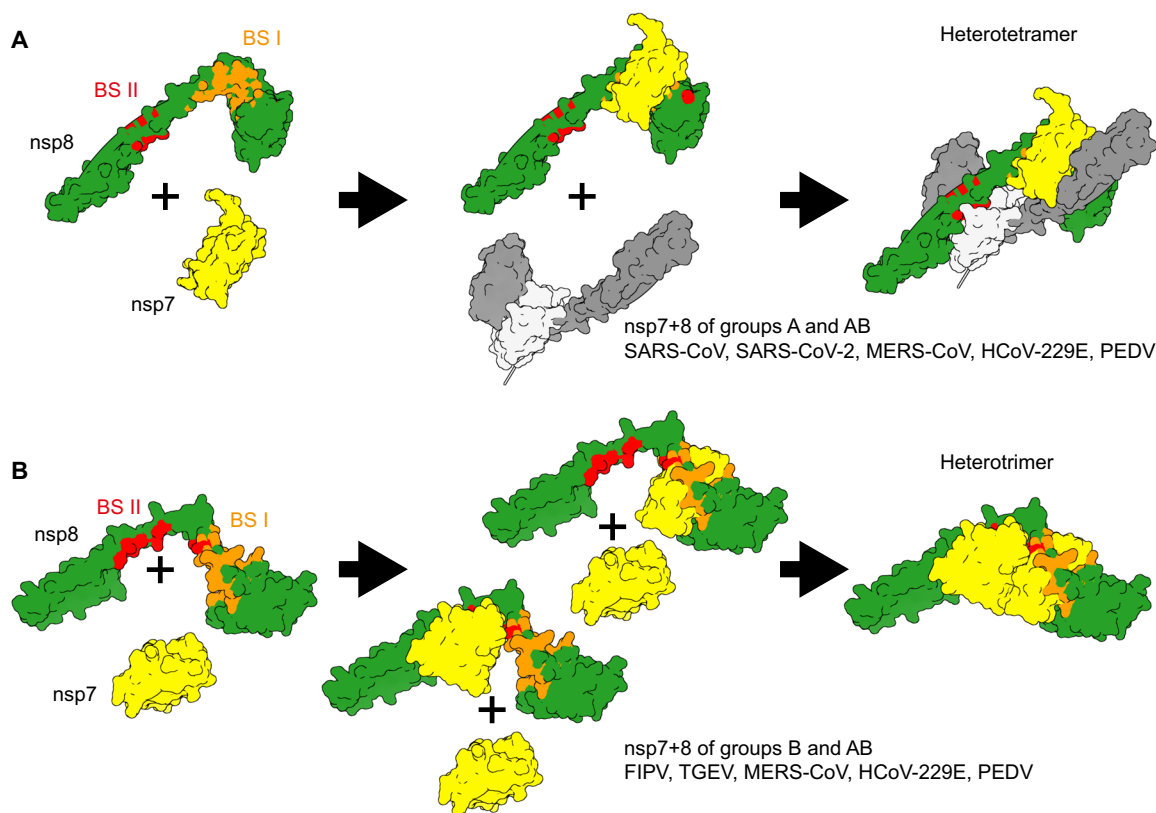 A
BS I
BS II
nsp8
+
nsp7
+
nsp7+8 of groups A and AB
SARS-CoV, SARS-CoV-2, MERS-CoV, HCoV-229E, PEDV
Heterotetramer
B
BS II
BS I
nsp8
+
nsp7
+
+
nsp7+8 of groups B and AB
FIPV, TGEV, MERS-CoV, HCoV-229E, PEDV
Heterotrimer